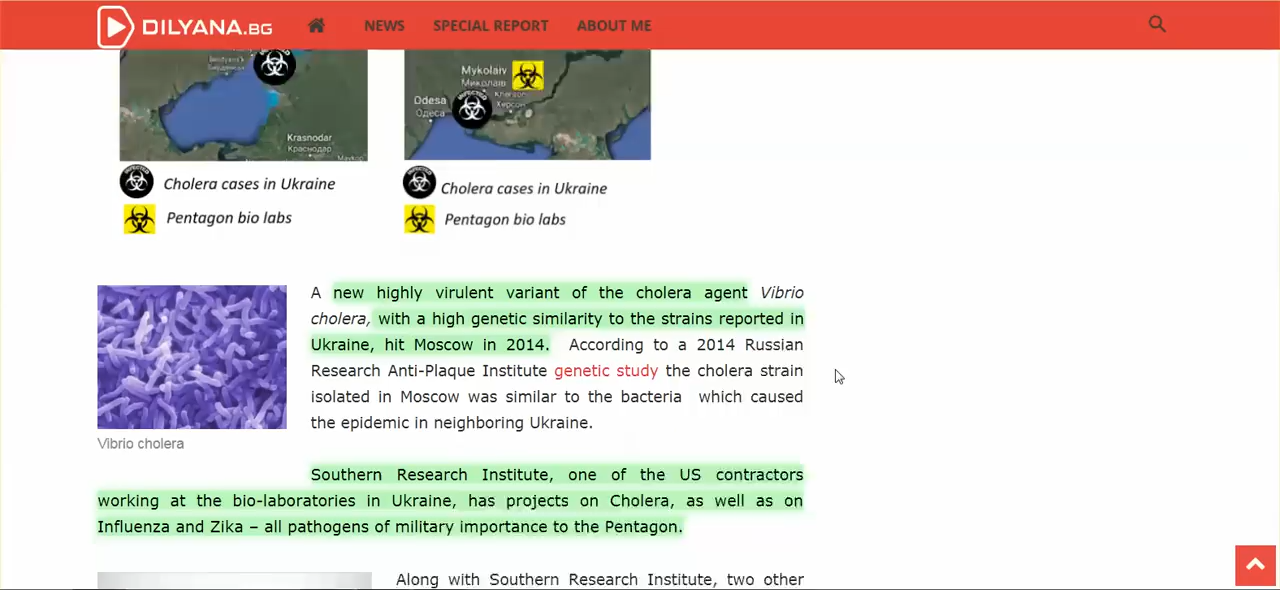 DILYANA.BG
NEWS
SPECIAL REPORT
ABOUT ME
INFECTED
Krasnodar
Краснодар
Mykolaiv
Миколаїв
Kherson
Херсон
Odesa
Одеса
Cholera cases in Ukraine
Pentagon bio labs
Cholera cases in Ukraine
Pentagon bio labs
A new highly virulent variant of the cholera agent Vibrio
cholera, with a high genetic similarity to the strains reported in
Ukraine, hit Moscow in 2014. According to a 2014 Russian
Research Anti-Plaque Institute genetic study the cholera strain
isolated in Moscow was similar to the bacteria which caused
the epidemic in neighboring Ukraine.
Vibrio cholera
Southern Research Institute, one of the US contractors
working at the bio-laboratories in Ukraine, has projects on Cholera, as well as on
Influenza and Zika – all pathogens of military importance to the Pentagon.
Along with Southern Research Institute, two other